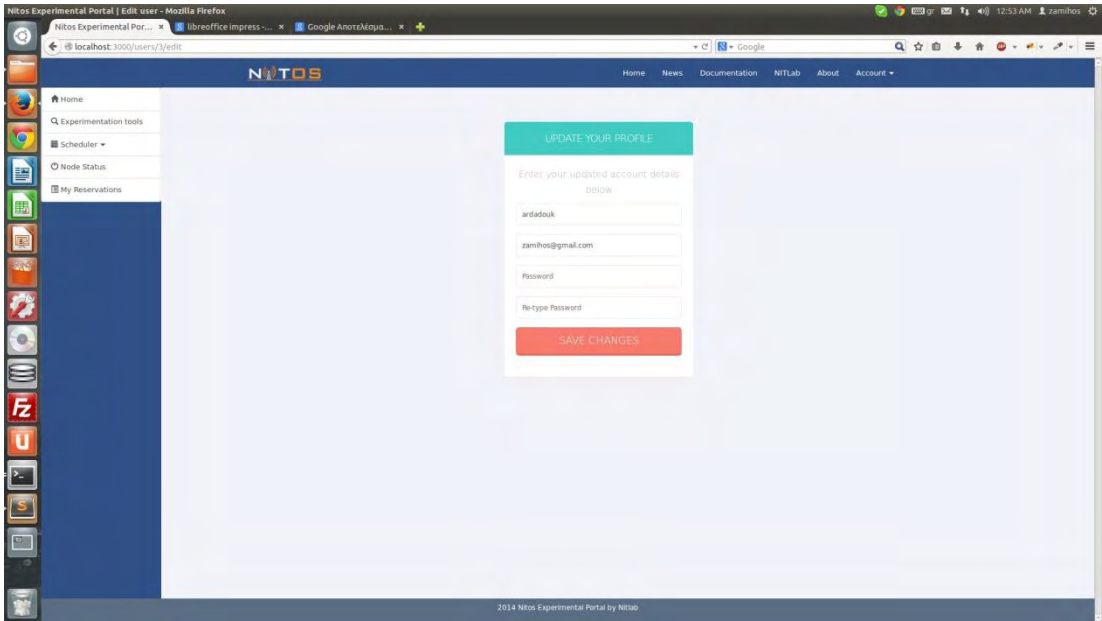 Nitos Experimental Portal | Edit user - Mozilla Firefox
gr
12:53 AM
zamihos
Nitos Experimental Por...
libreoffice impress -...
Google Αποτελέσμα...
localhost:3000/users/3/edit
Google
NITOS
Home
News
Documentation
NITLab
About
Account
Home
Experimentation tools
Scheduler
Node Status
My Reservations
UPDATE YOUR PROFILE
Enter your updated account details
below
ardadouk
zamihos@gmail.com
Password
Re-type Password
SAVE CHANGES
Fz
U
>_
S
2014 Nitos Experimental Portal by Nitlab